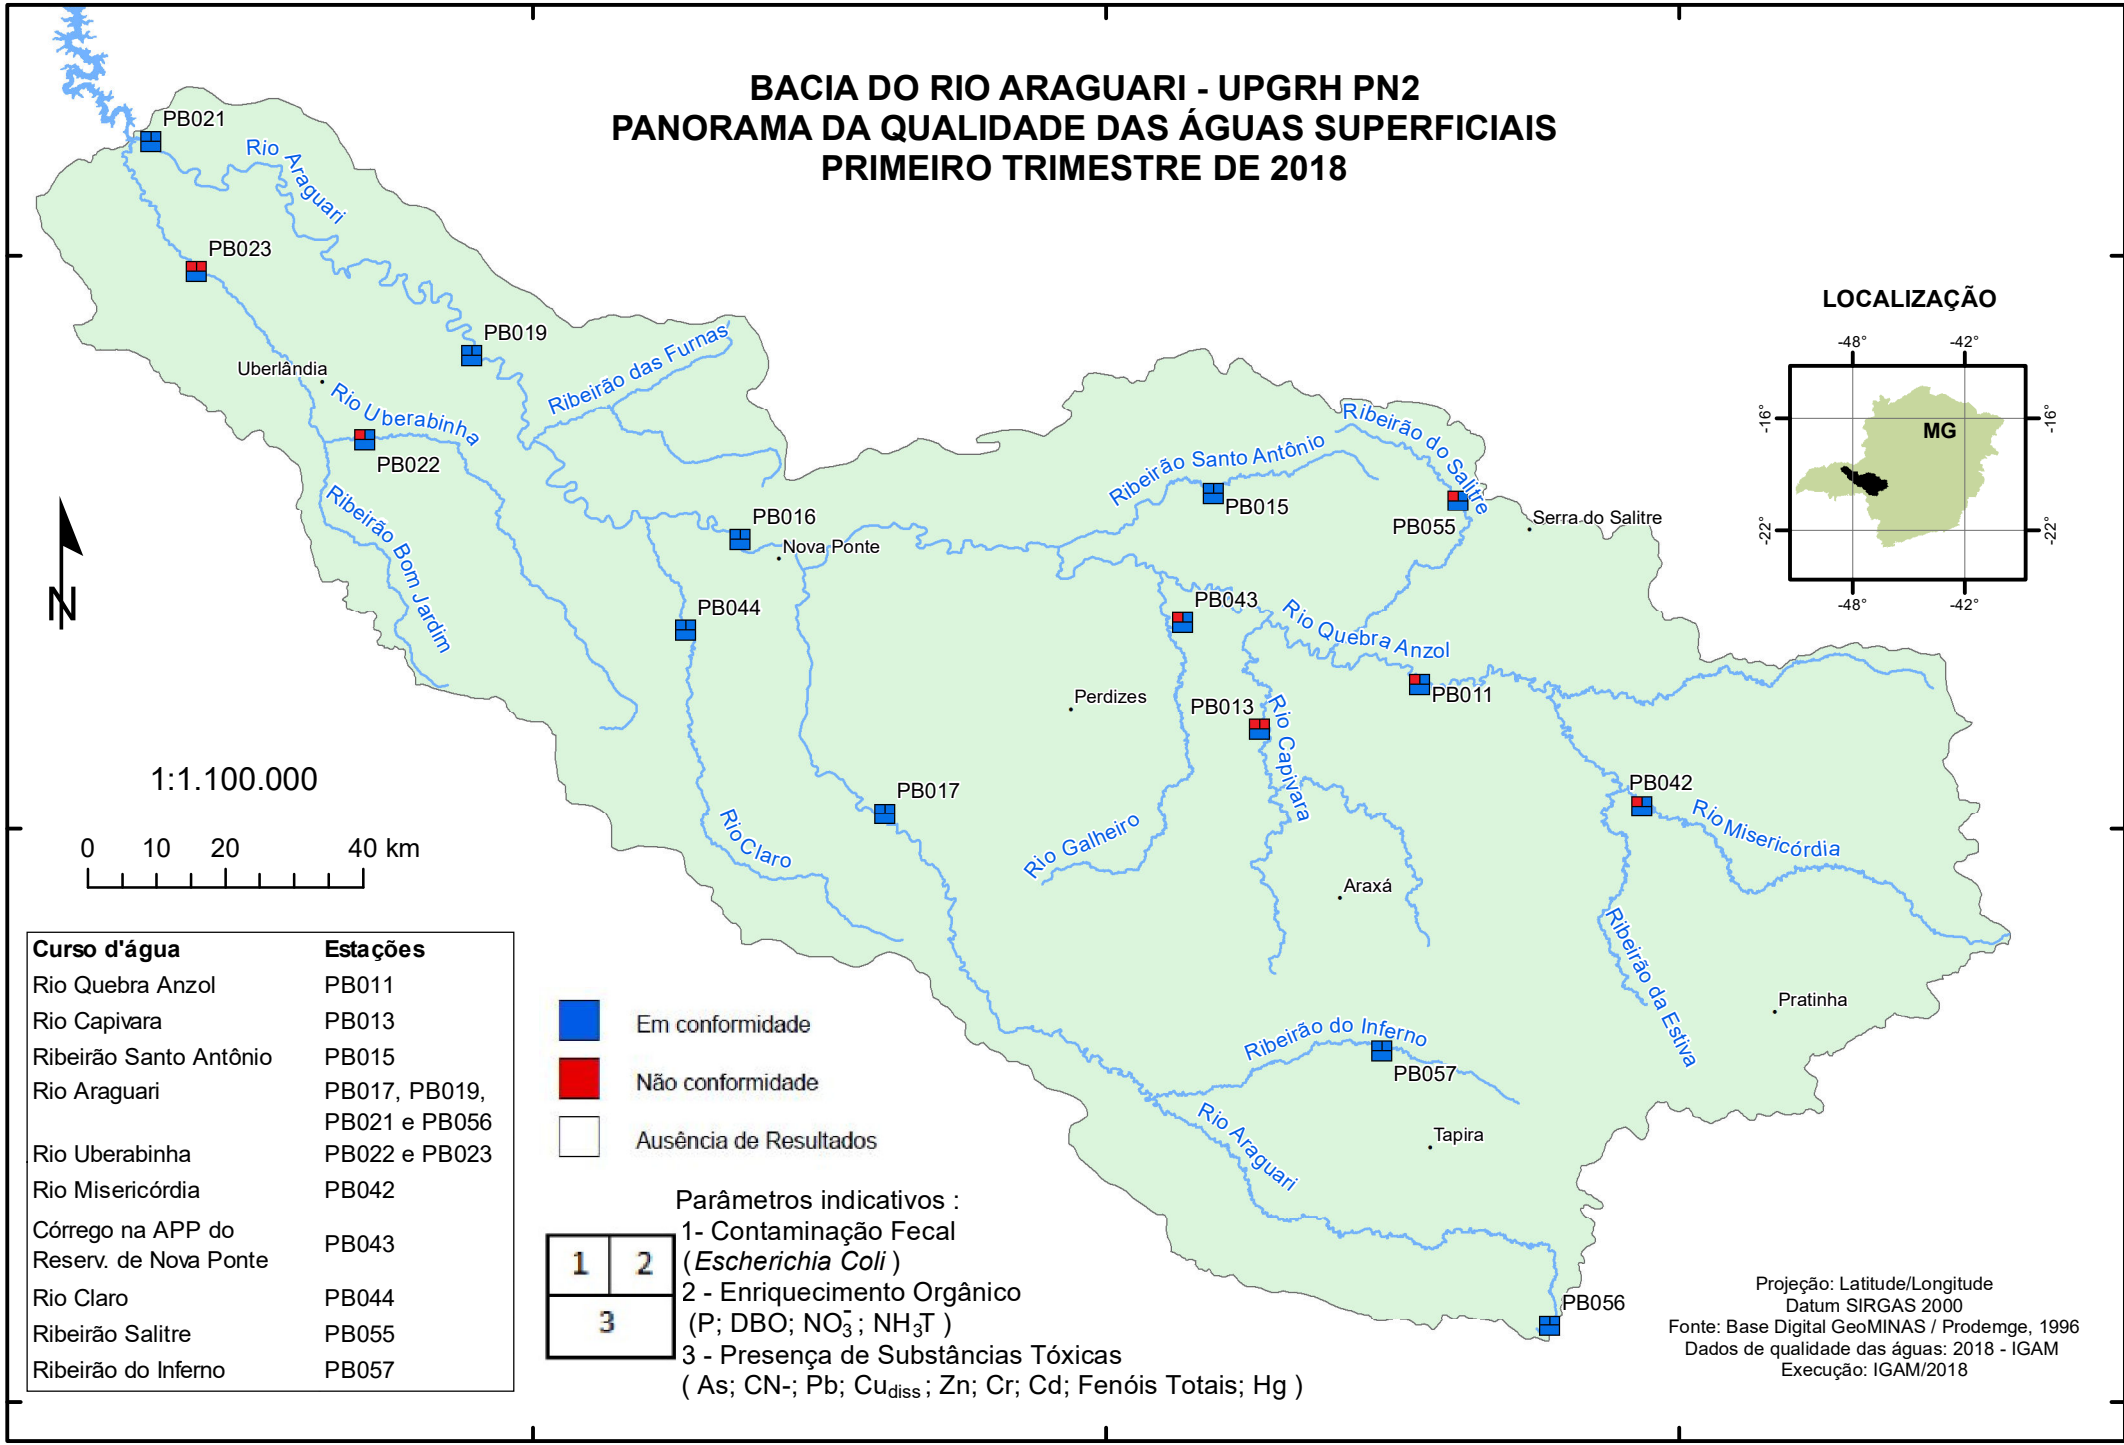 BACIA DO RIO ARAGUARI - UPGRH PN2
PANORAMA DA QUALIDADE DAS ÁGUAS SUPERFICIAIS
PRIMEIRO TRIMESTRE DE 2018
PB021
Rio Araguari
PB023
PB019
Uberlândia
Ribeirão das Furnas
Rio Uberabinha
PB022
Ribeirão Bom Jardim
PB016
Nova Ponte
PB044
Ribeirão Santo Antônio
PB015
Ribeirão do Salitre
PB055
Serra do Salitre
PB043
Rio Quebra Anzol
PB011
Perdizes
PB013
Rio Capivara
PB017
Rio Claro
Rio Galheiro
Araxá
PB042
Rio Misericórdia
Ribeirão da Estiva
Pratinha
Ribeirão do Inferno
PB057
Rio Araguari
Tapira
PB056
LOCALIZAÇÃO
-48° -42°
-16° -16°
MG
-22° -22°
-48° -42°
N
1:1.100.000
0 10 20 40 km
Curso d'água Estações
Rio Quebra Anzol PB011
Rio Capivara PB013
Ribeirão Santo Antônio PB015
Rio Araguari PB017, PB019,
PB021 e PB056
Rio Uberabinha PB022 e PB023
Rio Misericórdia PB042
Córrego na APP do
Reserv. de Nova Ponte PB043
Rio Claro PB044
Ribeirão Salitre PB055
Ribeirão do Inferno PB057
Em conformidade
Não conformidade
Ausência de Resultados
1 2
3
Parâmetros indicativos :
1- Contaminação Fecal
(Escherichia Coli )
2 - Enriquecimento Orgânico
(P; DBO; NO₃⁻; NH₃T )
3 - Presença de Substâncias Tóxicas
( As; CN-; Pb; Cudiss ; Zn; Cr; Cd; Fenóis Totais; Hg )
Projeção: Latitude/Longitude
Datum SIRGAS 2000
Fonte: Base Digital GeoMINAS / Prodemge, 1996
Dados de qualidade das águas: 2018 - IGAM
Execução: IGAM/2018